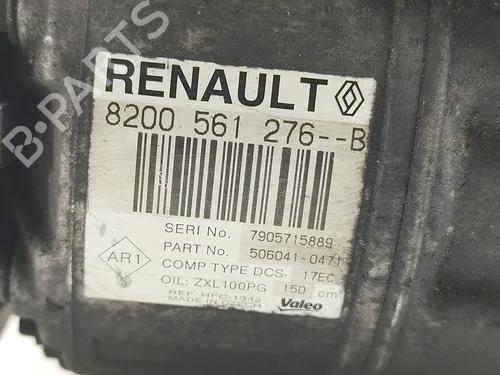 B-PARTS
RENAULT
8200 561 276--B
SERI No. 7905715889
PART No. 506041-0471
AR1
COMP TYPE DCS- 17EC
OIL: ZXL100PG 150 cm³
REF. HFC-134a
MADE IN CZECH
Valeo